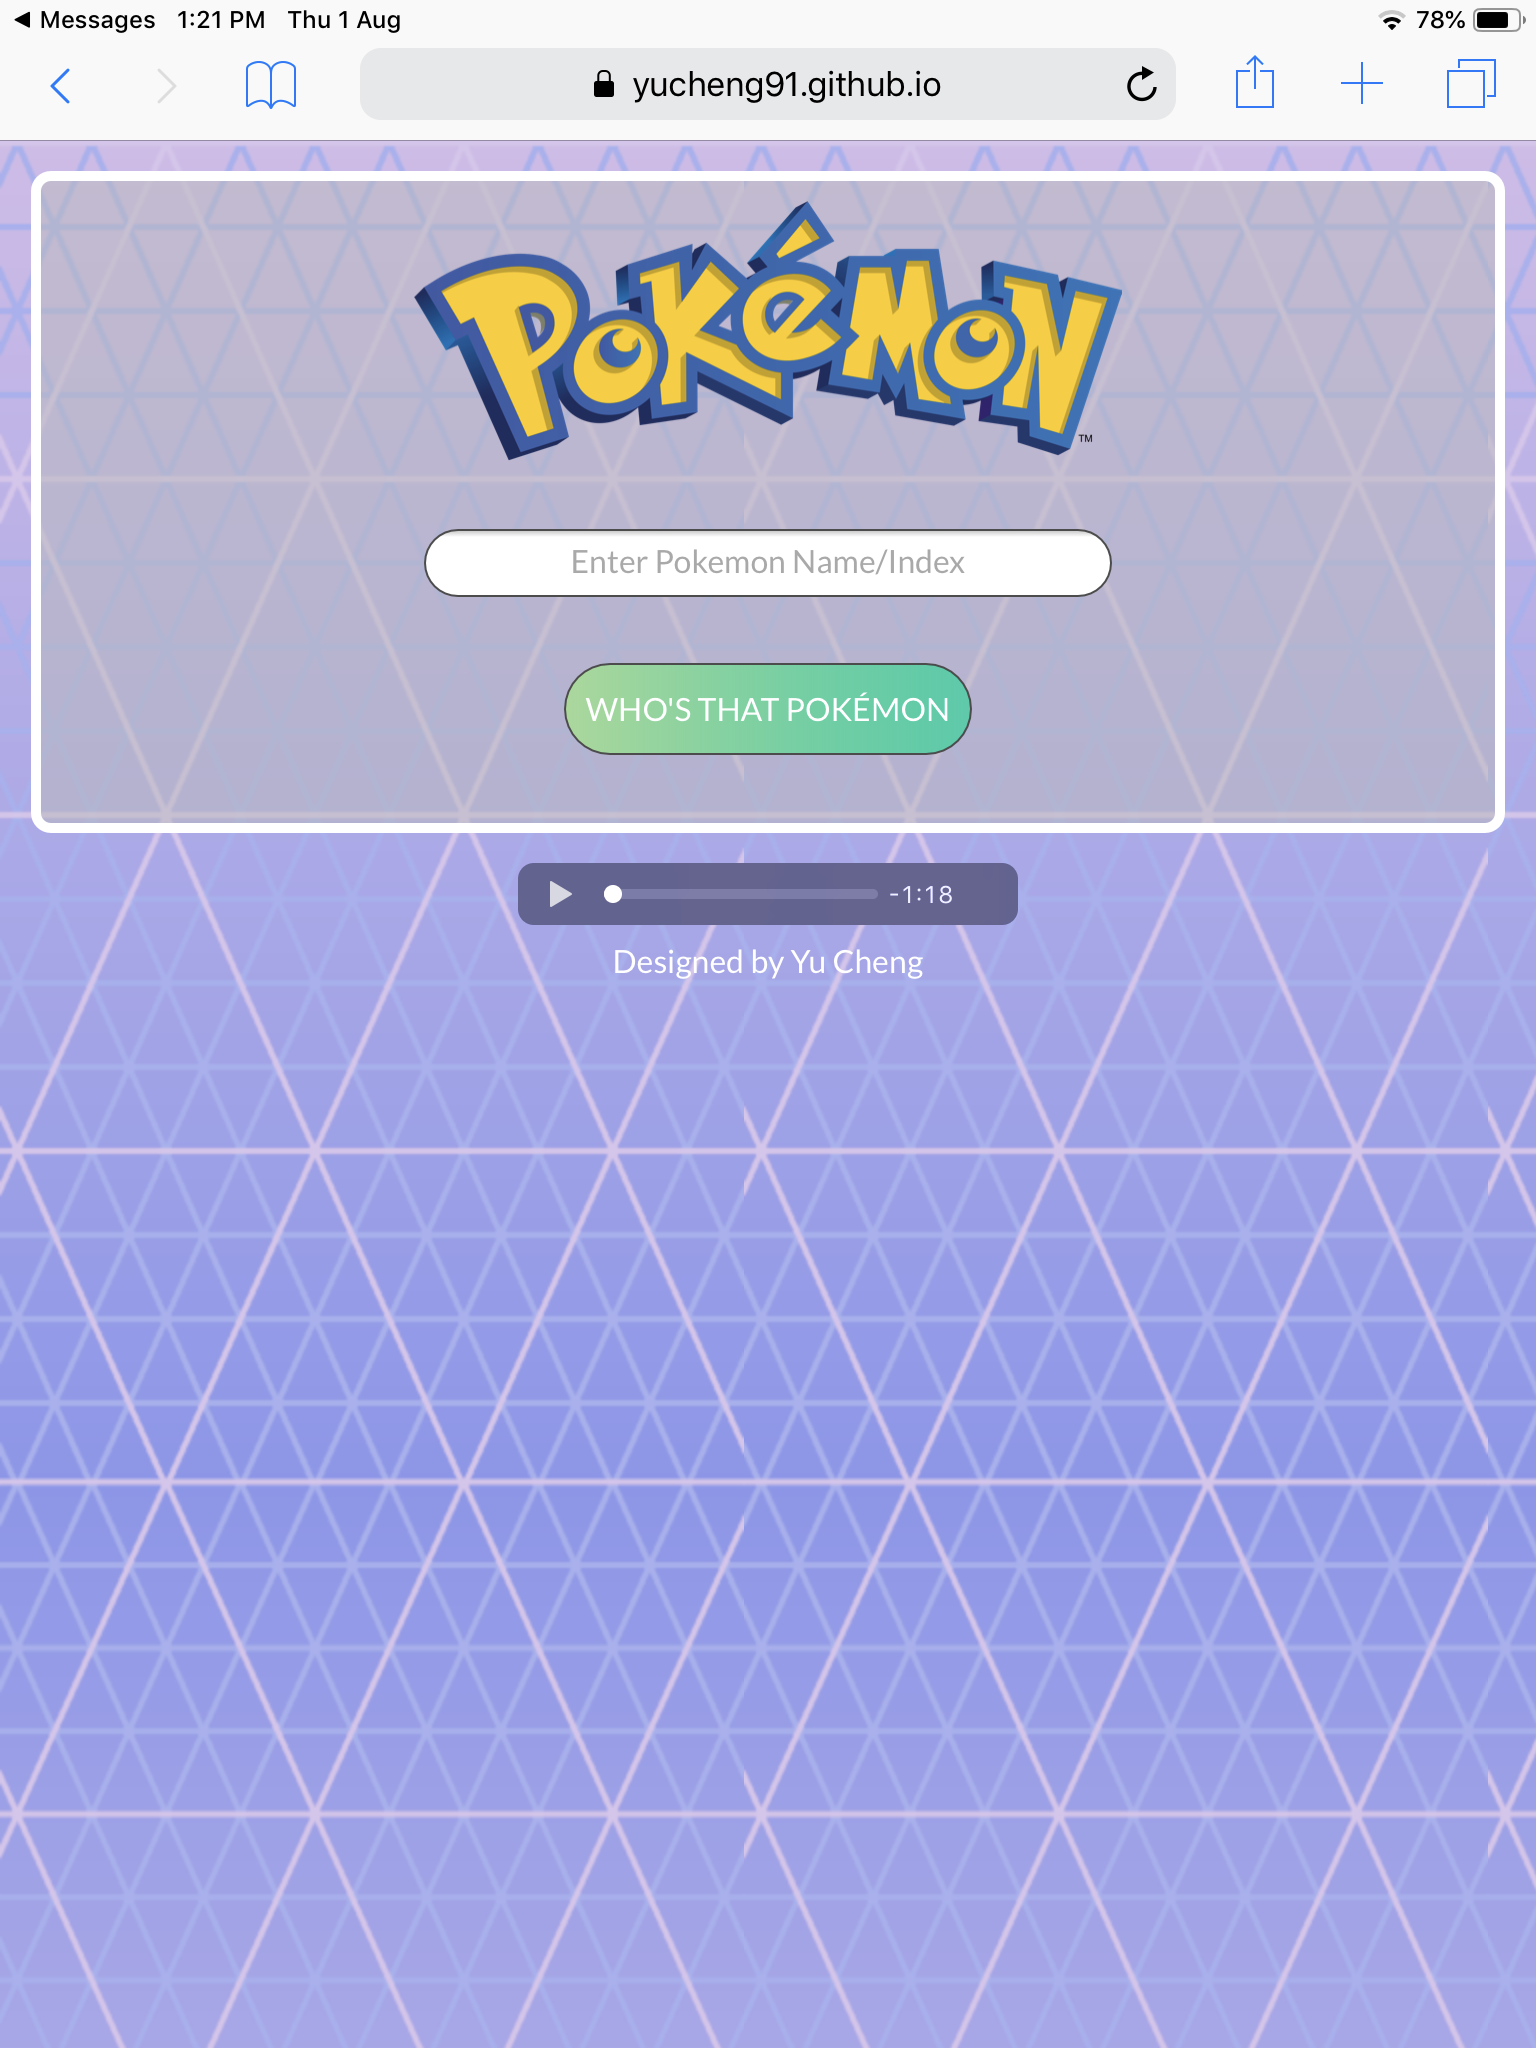 Messages 1:21 PM Thu 1 Aug 78%
yucheng91.github.io
POKéMON
TM
Enter Pokemon Name/Index
WHO'S THAT POKÉMON
-1:18
Designed by Yu Cheng